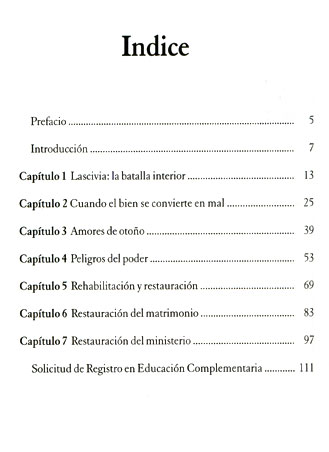 Indice
Prefacio ........................................................................ 5
Introducción ................................................................. 7
Capítulo 1 Lascivia: la batalla interior .................................. 13
Capítulo 2 Cuando el bien se convierte en mal ..................... 25
Capítulo 3 Amores de otoño ................................................ 39
Capítulo 4 Peligros del poder ............................................... 53
Capítulo 5 Rehabilitación y restauración .............................. 69
Capítulo 6 Restauración del matrimonio .............................. 83
Capítulo 7 Restauración del ministerio ................................ 97
Solicitud de Registro en Educación Complementaria ............ 111